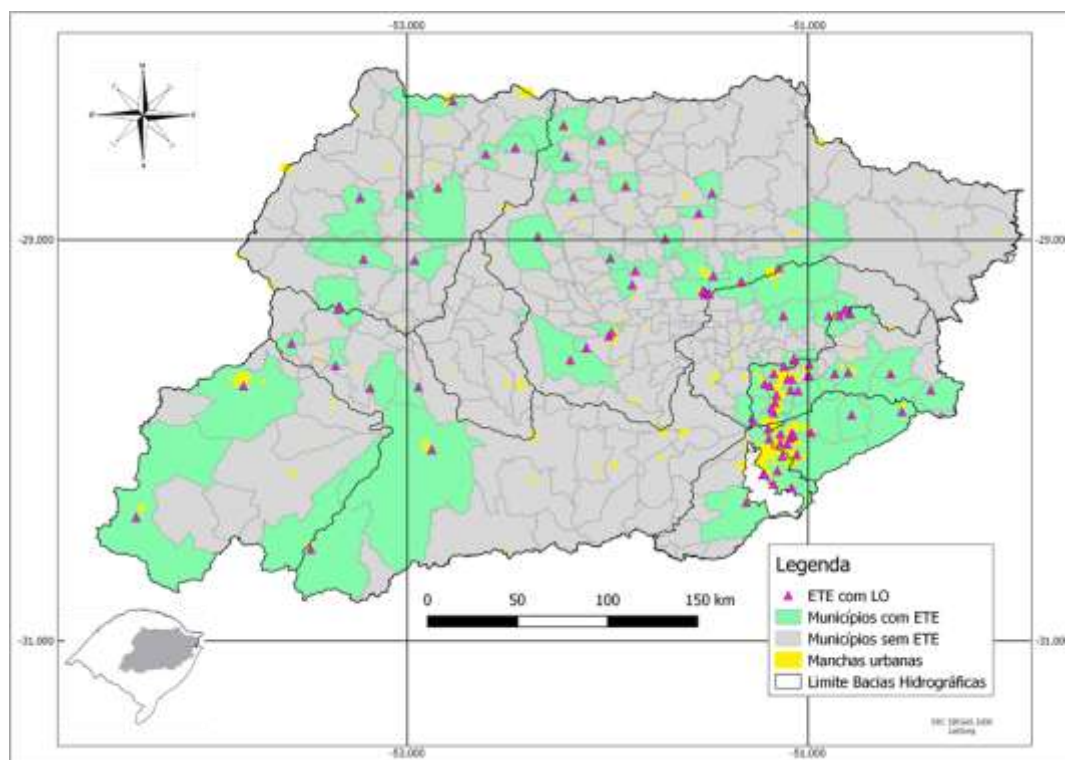 -53.000 -51.000
-29.000 -29.000
Legenda
ETE com LO
Municípios com ETE
Municípios sem ETE
Manchas urbanas
Limite Bacias Hidrográficas
0 50 100 150 km
-31.000 -31.000
-53.000 -51.000